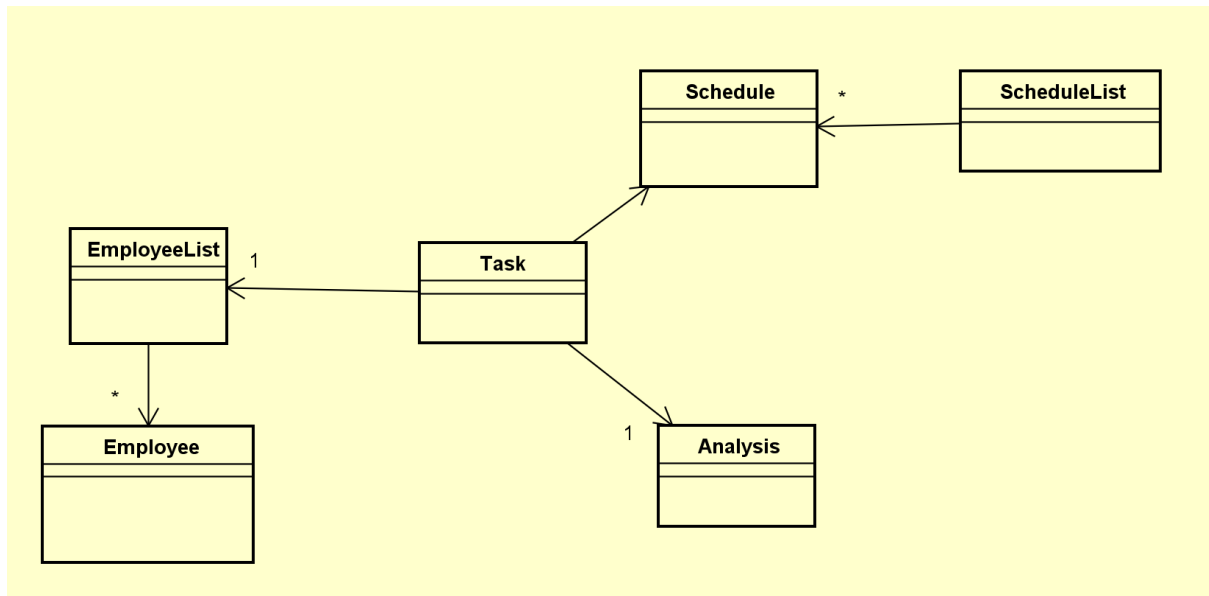 Schedule
*
ScheduleList
EmployeeList
1
Task
*
Employee
1
Analysis